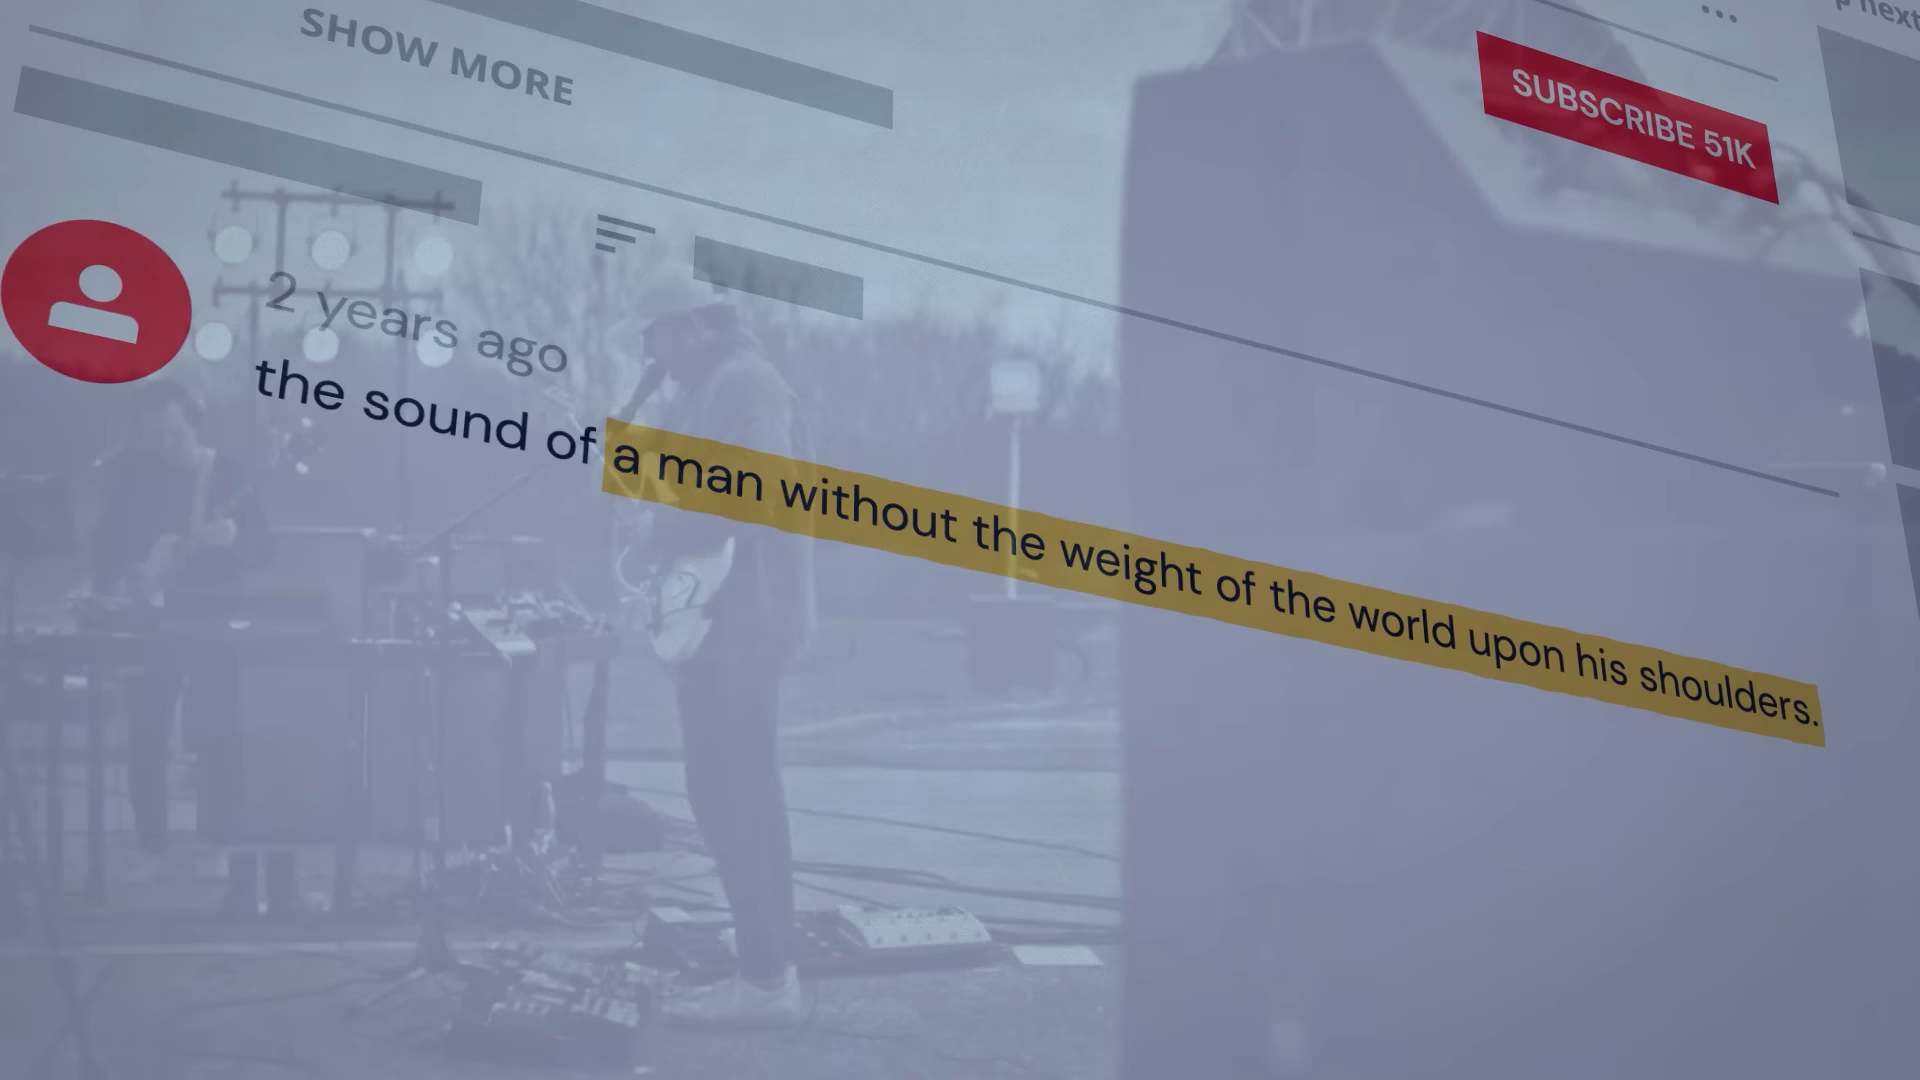 SHOW MORE
SUBSCRIBE 51K
next
2 years ago
the sound of a man without the weight of the world upon his shoulders.